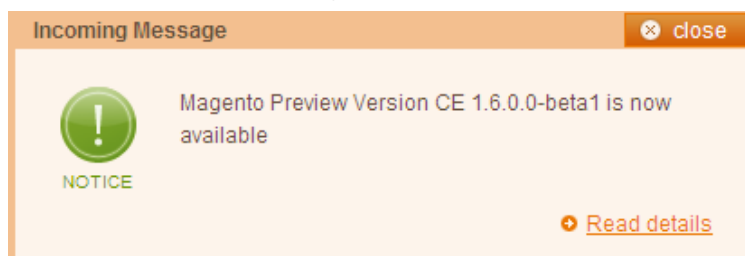 Incoming Message
close
Magento Preview Version CE 1.6.0.0-beta1 is now
available
NOTICE
Read details